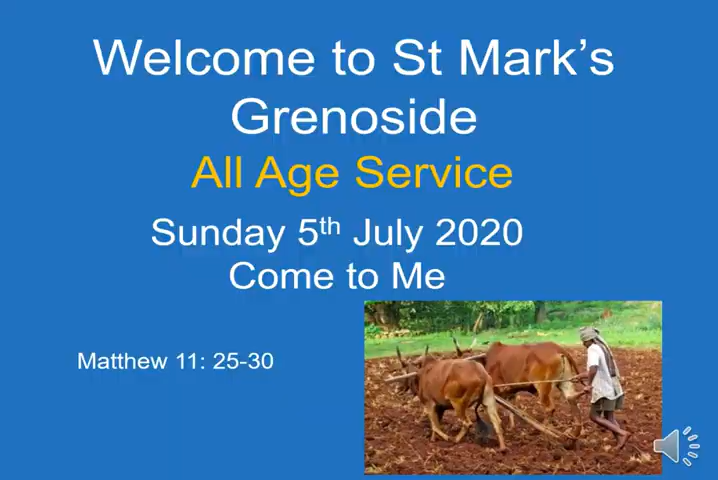 Welcome to St Mark’s
Grenoside
All Age Service
Sunday 5th July 2020
Come to Me
Matthew 11: 25-30